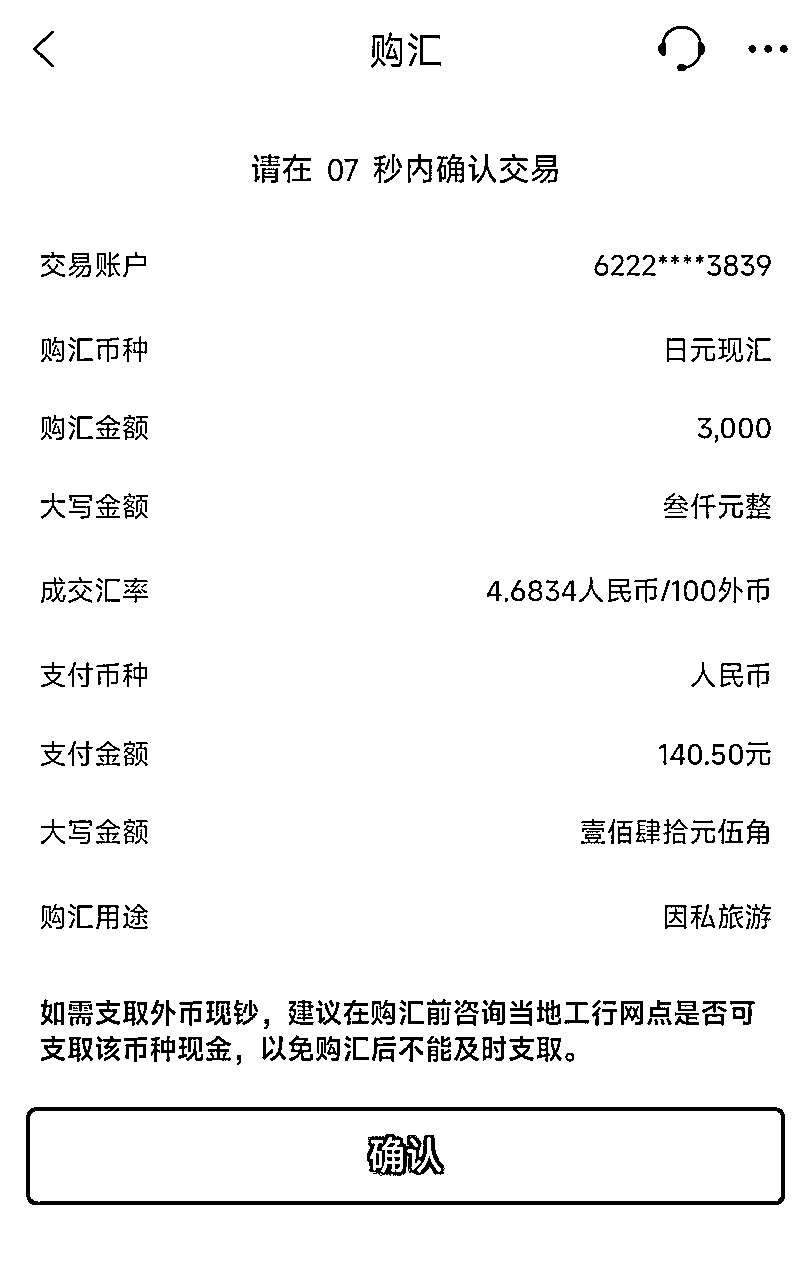 购汇
请在 07 秒内确认交易
交易账户 6222****3839
购汇币种 日元现汇
购汇金额 3,000
大写金额 叁仟元整
成交汇率 4.6834人民币/100外币
支付币种 人民币
支付金额 140.50元
大写金额 壹佰肆拾元伍角
购汇用途 因私旅游
如需支取外币现钞，建议在购汇前咨询当地工行网点是否可
支取该币种现金，以免购汇后不能及时支取。
确认